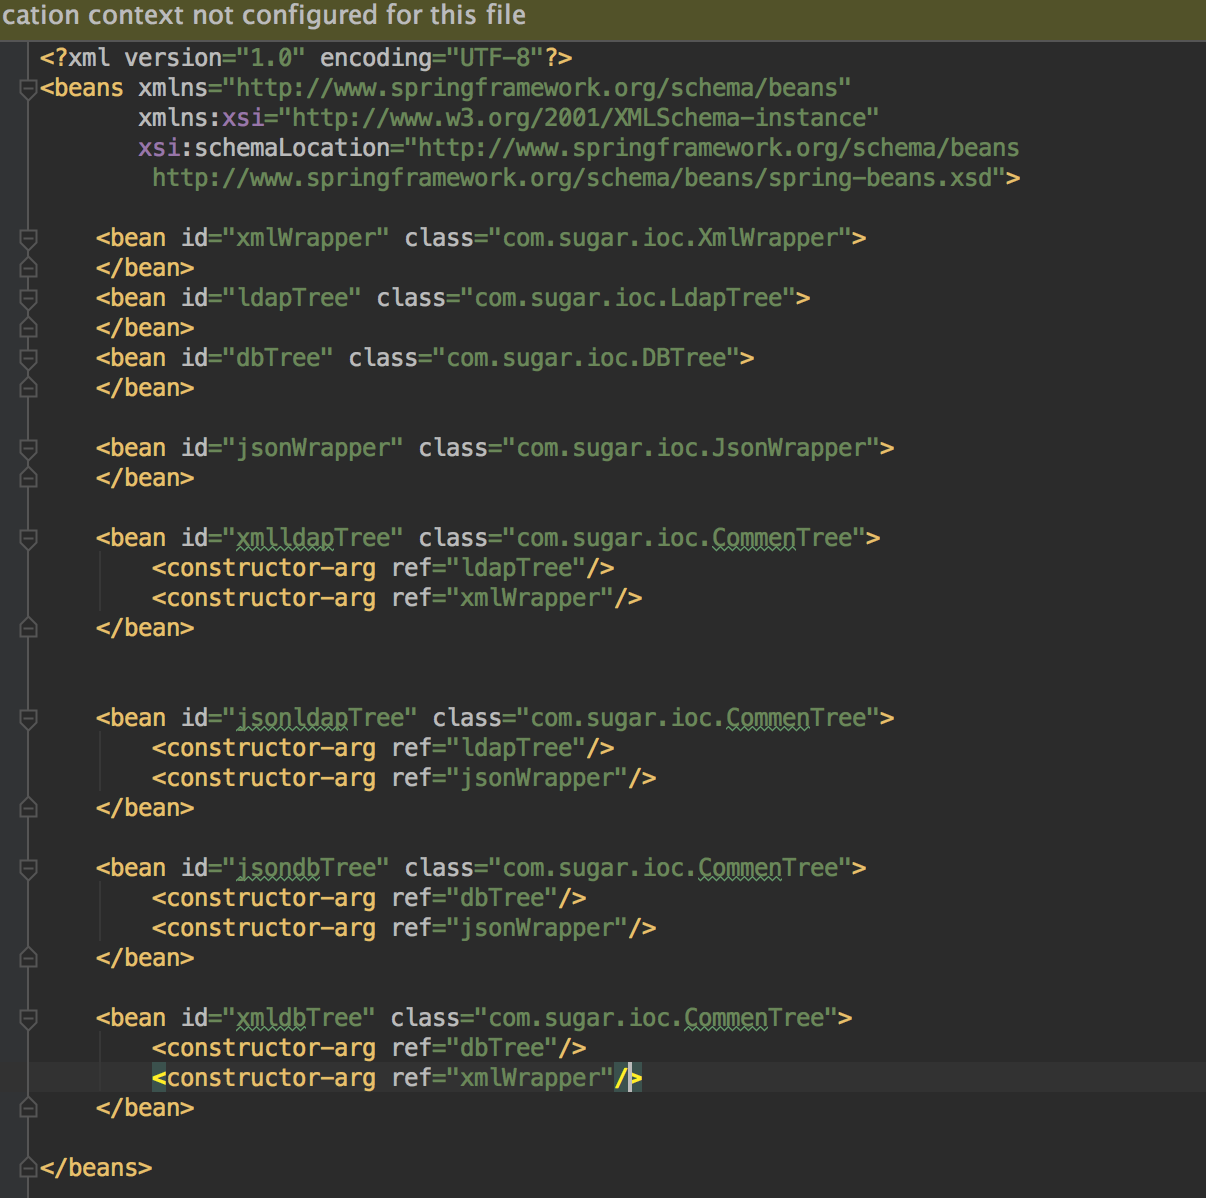 cation context not configured for this file
<?xml version="1.0" encoding="UTF-8"?>
<beans xmlns="http://www.springframework.org/schema/beans"
xmlns:xsi="http://www.w3.org/2001/XMLSchema-instance"
xsi:schemaLocation="http://www.springframework.org/schema/beans
http://www.springframework.org/schema/beans/spring-beans.xsd">
<bean id="xmlWrapper" class="com.sugar.ioc.XmlWrapper">
</bean>
<bean id="ldapTree" class="com.sugar.ioc.LdapTree">
</bean>
<bean id="dbTree" class="com.sugar.ioc.DBTree">
</bean>
<bean id="jsonWrapper" class="com.sugar.ioc.JsonWrapper">
</bean>
<bean id="xmlldapTree" class="com.sugar.ioc.CommenTree">
<constructor-arg ref="ldapTree"/>
<constructor-arg ref="xmlWrapper"/>
</bean>
<bean id="jsonldapTree" class="com.sugar.ioc.CommenTree">
<constructor-arg ref="ldapTree"/>
<constructor-arg ref="jsonWrapper"/>
</bean>
<bean id="jsondbTree" class="com.sugar.ioc.CommenTree">
<constructor-arg ref="dbTree"/>
<constructor-arg ref="jsonWrapper"/>
</bean>
<bean id="xmldbTree" class="com.sugar.ioc.CommenTree">
<constructor-arg ref="dbTree"/>
<constructor-arg ref="xmlWrapper"/>
</bean>
</beans>